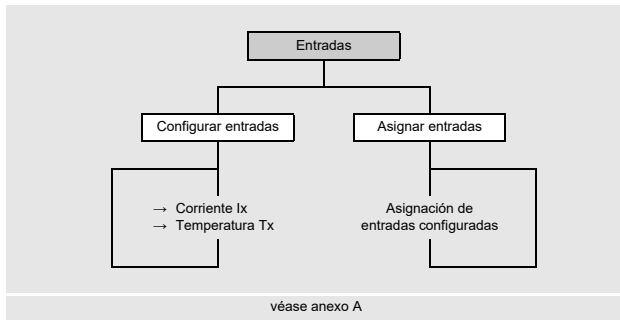 Entradas
Configurar entradas
Asignar entradas
→ Corriente Ix
→ Temperatura Tx
Asignación de
entradas configuradas
véase anexo A